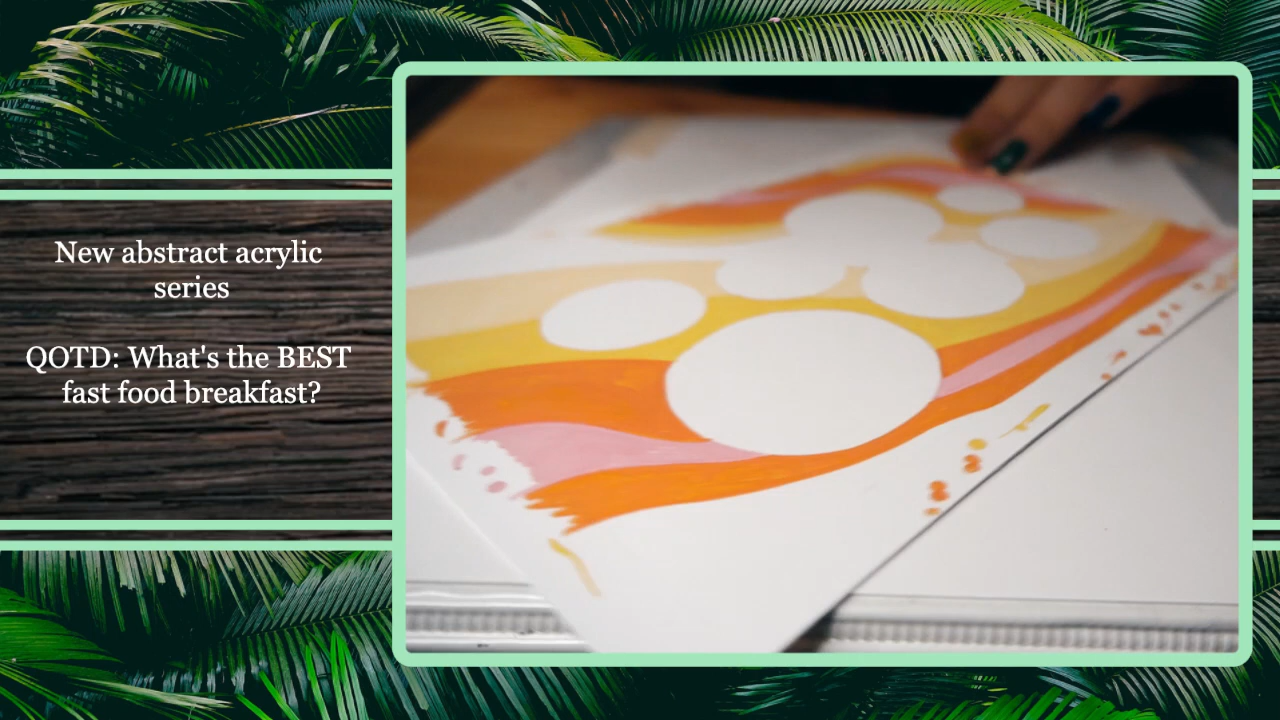 New abstract acrylic
series
QOTD: What's the BEST
fast food breakfast?